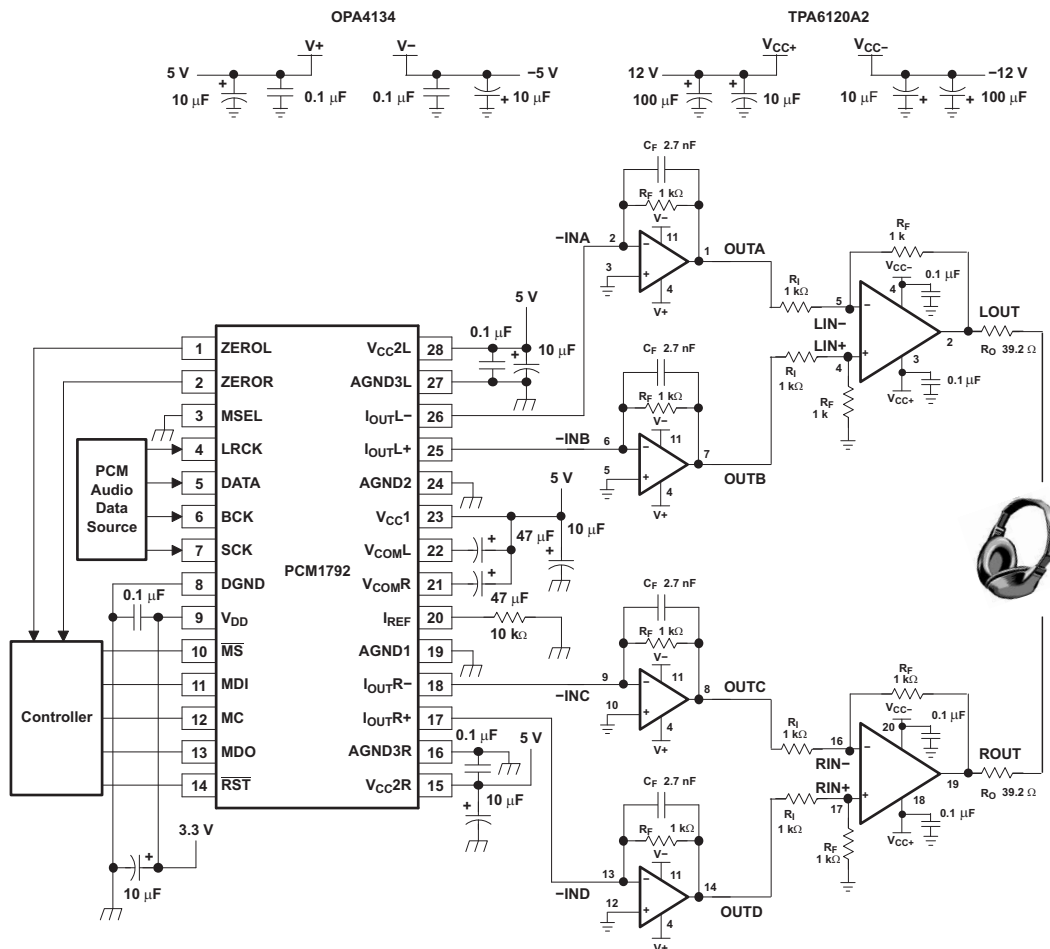 OPA4134
TPA6120A2
V+
V−
VCC+
VCC−
5 V
−5 V
12 V
−12 V
10 μF
0.1 μF
0.1 μF
10 μF
100 μF
10 μF
10 μF
100 μF
CF 2.7 nF
RF 1 kΩ
V−
11
−INA
2
1
OUTA
3
4
V+
RF
1 k
VCC−
0.1 μF
4
RI
1 kΩ
5
LIN−
LOUT
2
RO 39.2 Ω
LIN+
4
3
RI
1 kΩ
VCC+
0.1 μF
RF
1 k
CF 2.7 nF
RF 1 kΩ
V−
11
−INB
6
7
OUTB
5
4
V+
5 V
0.1 μF
10 μF
1 ZEROL
2 ZEROR
3 MSEL
4 LRCK
5 DATA
6 BCK
7 SCK
8 DGND
9 VDD
10 MS
11 MDI
12 MC
13 MDO
14 RST
PCM1792
VCC2L 28
AGND3L 27
IOUTL− 26
IOUTL+ 25
AGND2 24
VCC1 23
VCOML 22
VCOMR 21
IREF 20
AGND1 19
IOUTR− 18
IOUTR+ 17
AGND3R 16
VCC2R 15
PCM
Audio
Data
Source
Controller
0.1 μF
3.3 V
10 μF
5 V
47 μF
10 μF
47 μF
10 kΩ
0.1 μF
5 V
10 μF
CF 2.7 nF
RF 1 kΩ
V−
11
−INC
9
8
OUTC
10
4
V+
RF
1 kΩ
VCC−
0.1 μF
20
RI
1 kΩ
16
RIN−
ROUT
19
RO 39.2 Ω
RIN+
17
18
RI
1 kΩ
VCC+
0.1 μF
RF
1 kΩ
CF 2.7 nF
RF 1 kΩ
V−
11
−IND
13
14
OUTD
12
4
V+